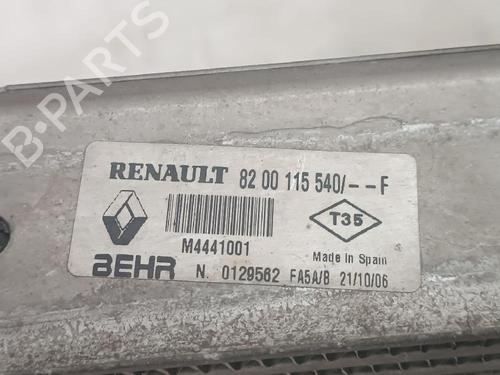 B-PARTS
RENAULT 82 00 115 540/--F
T35
M4441001
Made in Spain
BEHR N. 0129562 FA5A/B 21/10/06